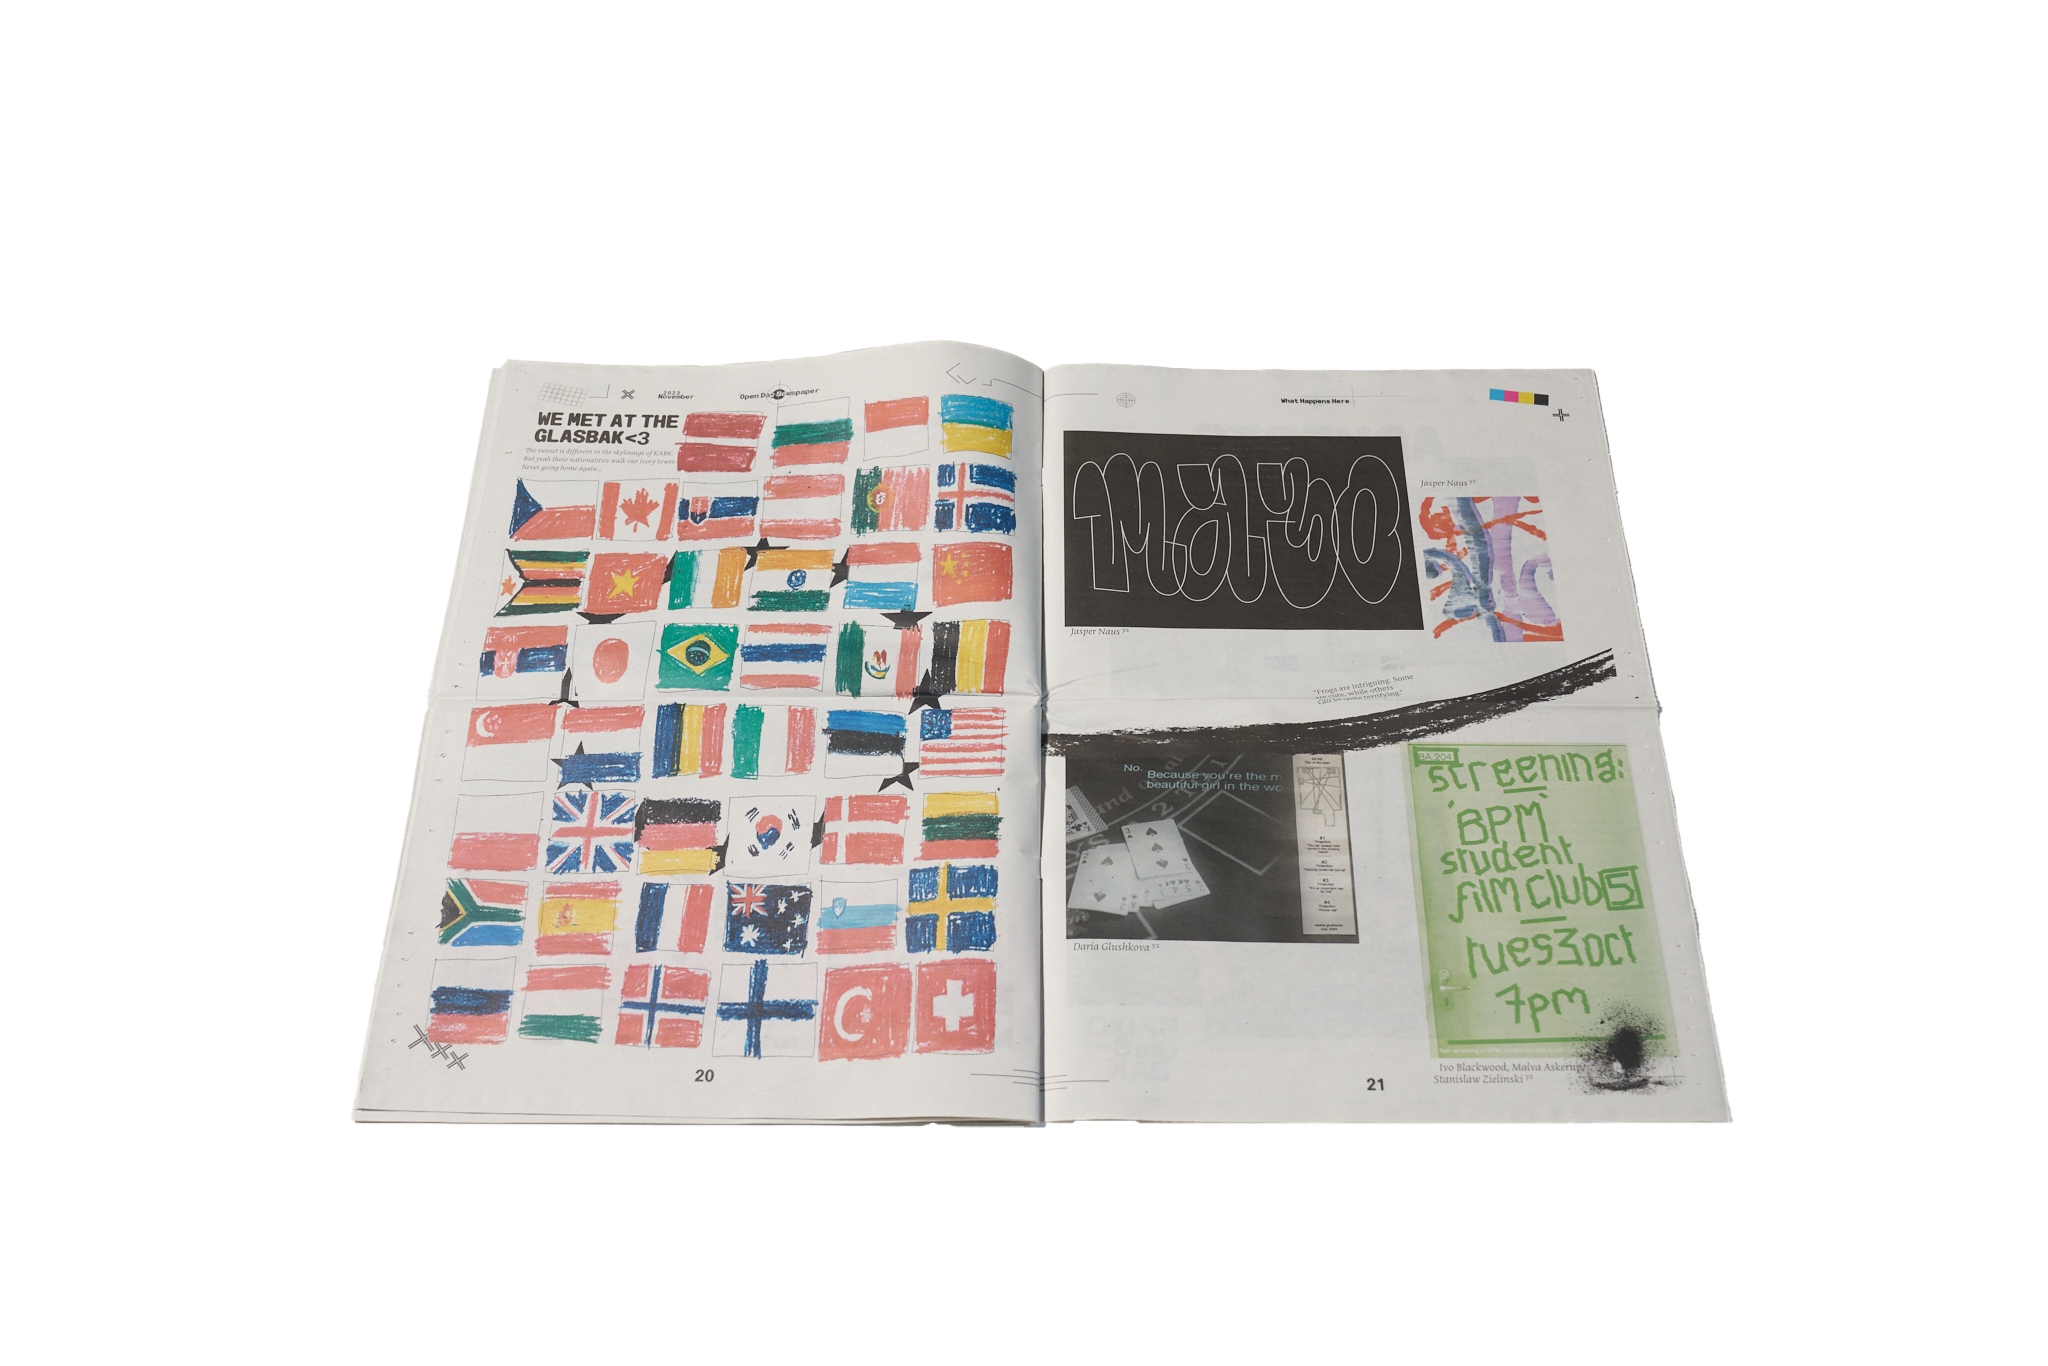 2023
November
Open Day Newspaper
WE MET AT THE
GLASBAK<3
The sunset is different in the skylounge of KABK.
But yeah these nationalities walk our ivory tower.
Never going home again...
20
What Happens Here
Jasper Naus y2
Jasper Naus y2
"Frogs are intriguing. Some
are cute, while others
can be quite terrifying."
No.
Because you're the m
beautiful girl in the wo
#1
#2
#3
#4
Daria Glushkova y2
BA 204
screening:
'BPM'
student
film club 5
tues 3 oct
7pm
Ivo Blackwood, Malva Askerup
Stanislaw Zielinski y2
21